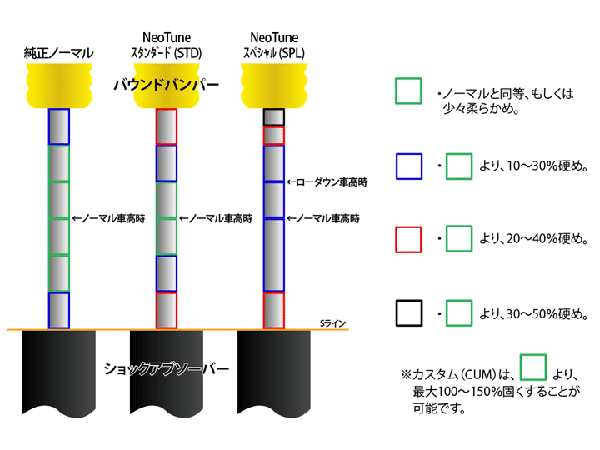 純正ノーマル
NeoTune
スタンダード(STD)
NeoTune
スペシャル(SPL)
バウンドバンパー
←ローダウン車高時
←ノーマル車高時
←ノーマル車高時
←ノーマル車高時
Sライン
ショックアブソーバー
・ノーマルと同等、もしくは
少々柔らかめ。
・ より、10〜30%硬め。
・ より、20〜40%硬め。
・ より、30〜50%硬め。
※カスタム(CUM)は、 より、
最大100〜150%固くすることが
可能です。